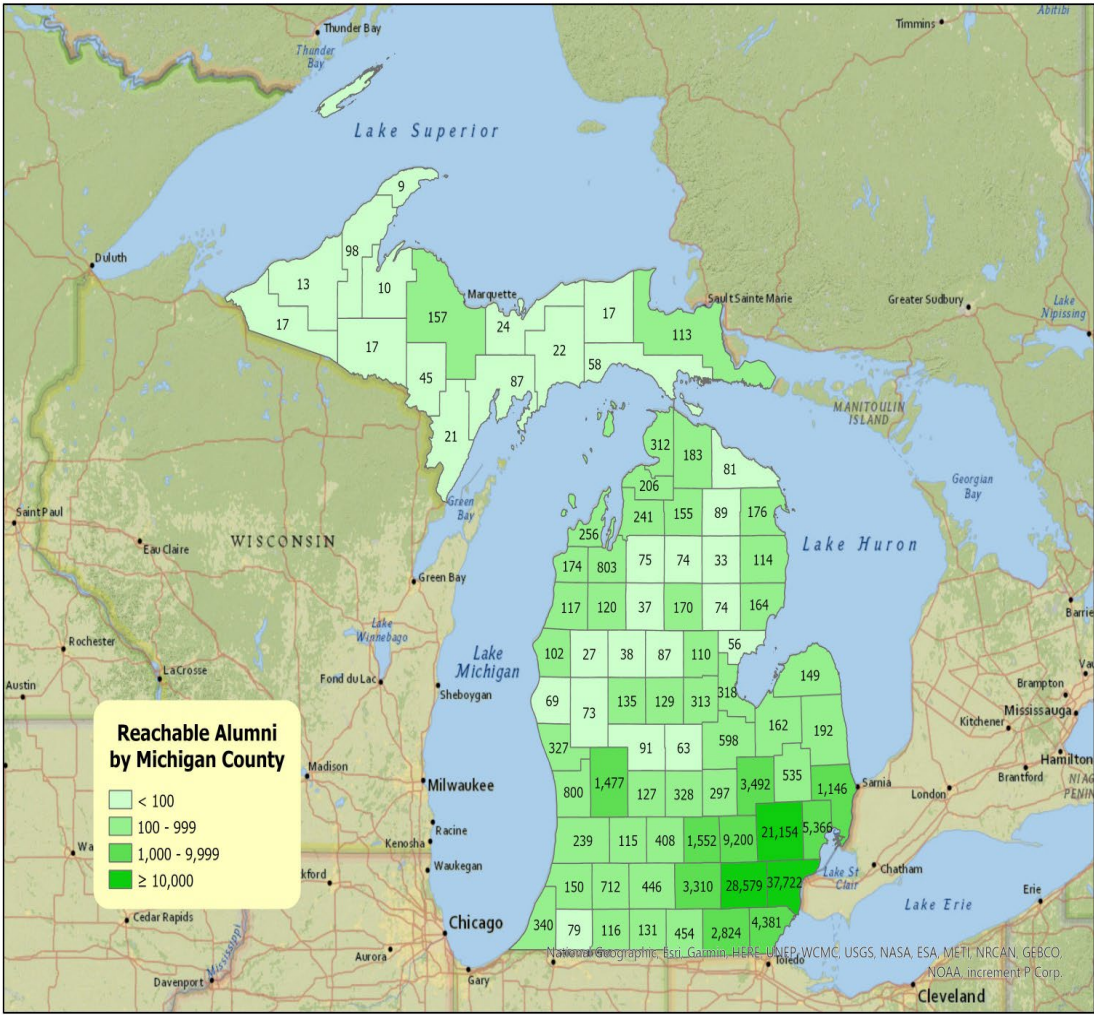 Thunder Bay
Timmins
Abitibi
Thunder
Bay
Lake Superior
9
98
Duluth
13
10
Marquette
17
Sault Sainte Marie
Greater Sudbury
Lake
Nipissing
157
24
17
22
113
17
58
45
87
MANITOULIN
ISLAND
21
312
183
81
Georgian
Bay
206
Green
Bay
Saint Paul
241
155
89
176
Eau Claire
WISCONSIN
256
Lake Huron
174
803
75
74
33
114
Green Bay
117
120
37
170
74
164
Barrie
Lake
Winnebago
Rochester
56
Lake
Michigan
102
27
38
87
110
La Crosse
Fond du Lac
149
Austin
Sheboygan
Brampton
69
73
135
129
313
318
Mississauga
Kitchener
162
192
Reachable Alumni
by Michigan County
327
91
63
598
Hamilton
Madison
Milwaukee
800
1,477
127
328
297
3,492
535
1,146
Sarnia
London
Brantford
< 100
100 - 999
1,000 - 9,999
≥ 10,000
Racine
Kenosha
239
115
408
1,552
9,200
21,154
5,366
Waukegan
Lake St
Clair
Chatham
150
712
446
3,310
28,579
37,722
Erie
Lake Erie
Cedar Rapids
Chicago
340
79
116
131
454
2,824
4,381
Aurora
National Geographic, Esri, Garmin, HERE, UNEP-WCMC, USGS, NASA, ESA, METI, NRCAN, GEBCO,
NOAA, increment P Corp.
Toledo
Mississippi
Davenport
Gary
Cleveland